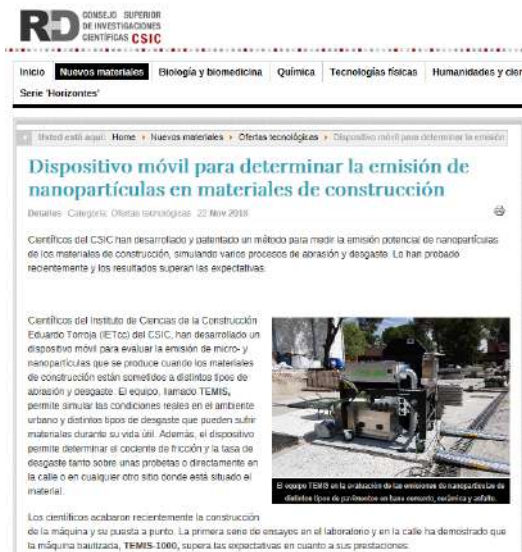 RD CONSEJO SUPERIOR
DE INVESTIGACIONES
CIENTÍFICAS CSIC
Inicio Nuevos materiales Biología y biomedicina Química Tecnologías físicas Humanidades y cien
Serie 'Horizontes'
Usted está aquí: Home Nuevos materiales Ofertas tecnológicas Dispositivo móvil para determinar la emisión
Dispositivo móvil para determinar la emisión de
nanopartículas en materiales de construcción
Detalles Categoría: Ofertas tecnológicas 22 Nov 2018
Científicos del CSIC han desarrollado y patentado un método para medir la emisión potencial de nanopartículas
de los materiales de construcción, simulando varios procesos de abrasión y desgaste. Lo han probado
recientemente y los resultados superan las expectativas.
Científicos del Instituto de Ciencias de la Construcción
Eduardo Torroja (IETcc) del CSIC, han desarrollado un
dispositivo móvil para evaluar la emisión de micro- y
nanopartículas que se produce cuando los materiales
de construcción están sometidos a distintos tipos de
abrasión y desgaste. El equipo, llamado TEMIS,
permite simular las condiciones reales en el ambiente
urbano y distintos tipos de desgaste que pueden sufrir
materiales durante su vida útil. Además, el dispositivo
permite determinar el cociente de fricción y la tasa de
desgaste tanto sobre unas probetas o directamente en
la calle o en cualquier otro sitio donde está situado el
material.
El equipo TEMIS en la evaluación de las emisiones de nanopartículas de
distintos tipos de pavimentos en base cemento, cerámica y asfalto.
Los científicos acabaron recientemente la construcción
de la máquina y su puesta a punto. La primera serie de ensayos en el laboratorio y en la calle ha demostrado que
la máquina bautizada, TEMIS-1000, supera las expectativas en cuanto a sus prestaciones: